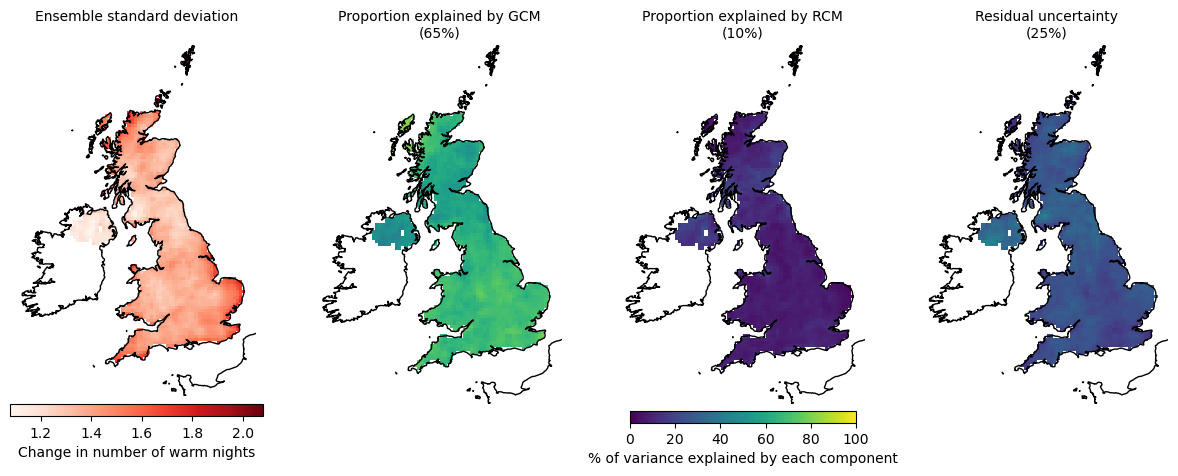 Ensemble standard deviation
Proportion explained by GCM
(65%)
Proportion explained by RCM
(10%)
Residual uncertainty
(25%)
1.2 1.4 1.6 1.8 2.0
Change in number of warm nights
0 20 40 60 80 100
% of variance explained by each component